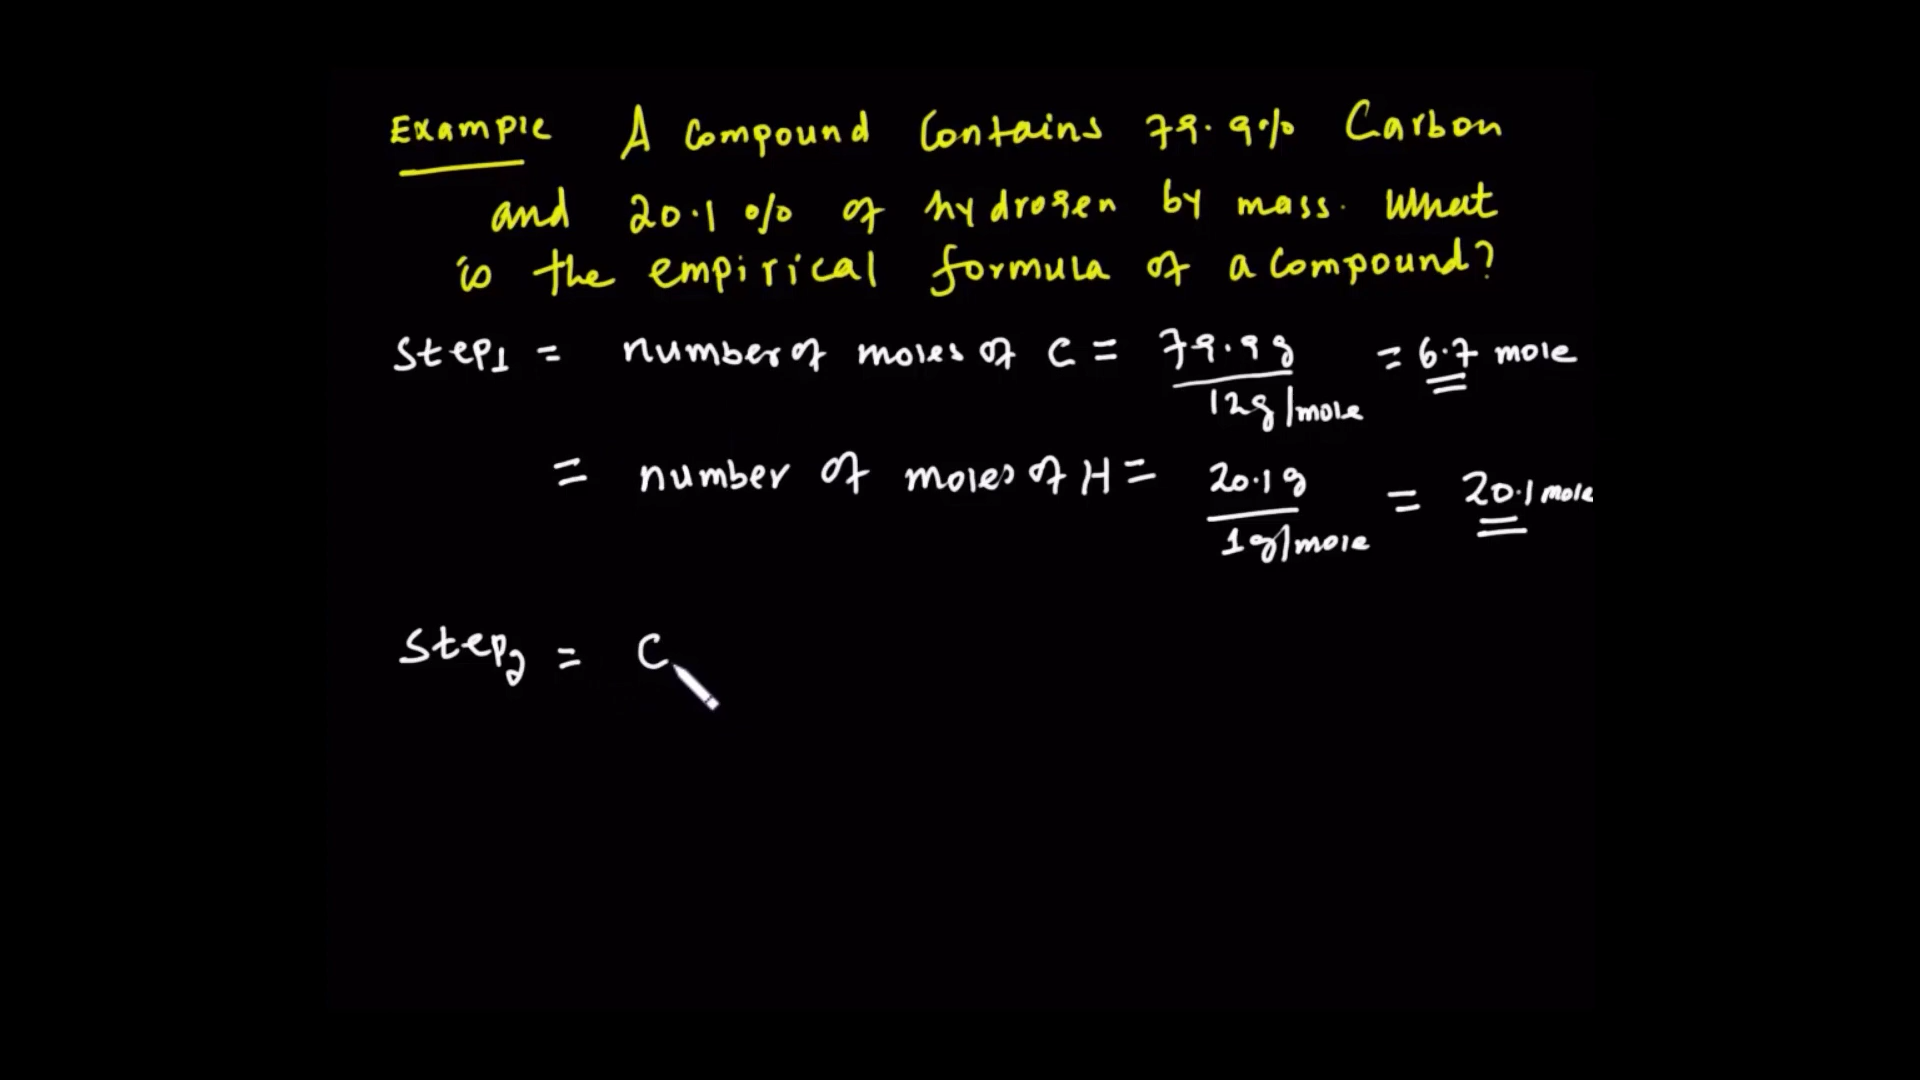 Example A Compound Contains 79.9% Carbon
and 20.1 % of hydrogen by mass. What
is the empirical formula of a Compound?
Step1 = number of moles of C = 79.9g / 12g/mole = 6.7 mole
= number of moles of H = 20.1g / 1g/mole = 20.1 mole
Step2 = C